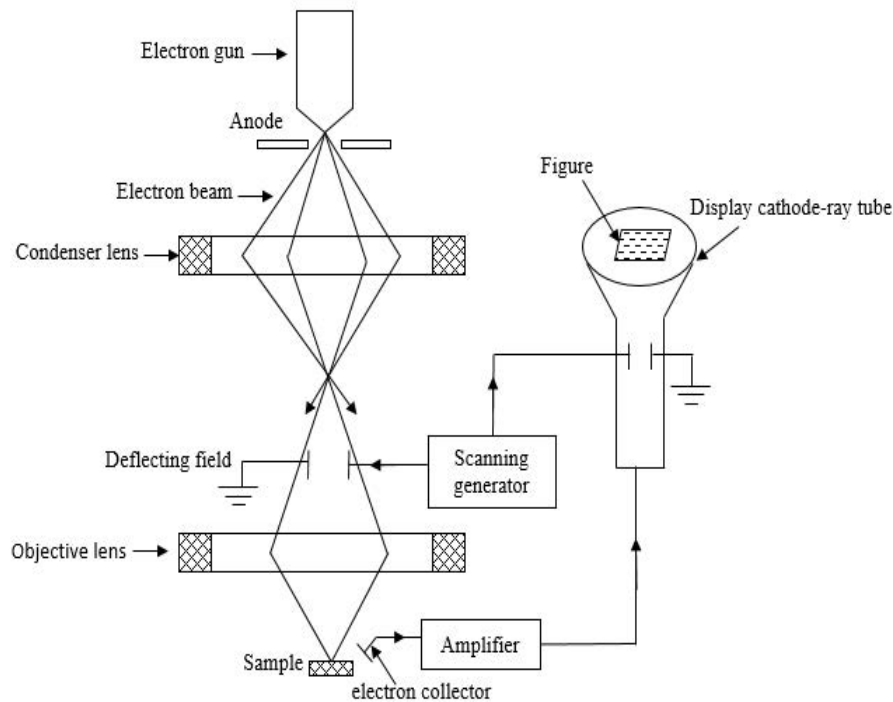 Electron gun
Anode
Electron beam
Condenser lens
Figure
Display cathode-ray tube
Deflecting field
Scanning
generator
Objective lens
Sample
Amplifier
electron collector